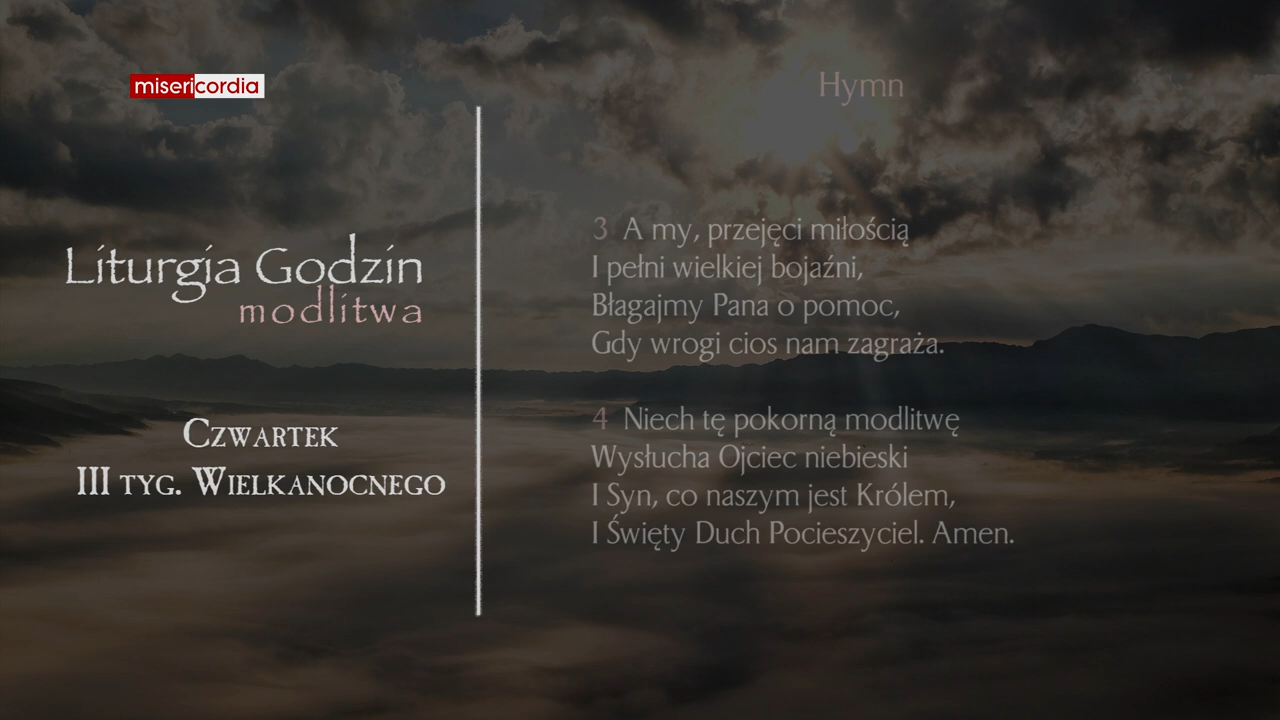 misericordia
Liturgia Godzin
modlitwa
Czwartek
III tyg. Wielkanocnego
Hymn
3 A my, przejęci miłością
I pełni wielkiej bojaźni,
Błagajmy Pana o pomoc,
Gdy wrogi cios nam zagraża.
4 Niech tę pokorną modlitwę
Wysłucha Ojciec niebieski
I Syn, co naszym jest Królem,
I Święty Duch Pocieszyciel. Amen.